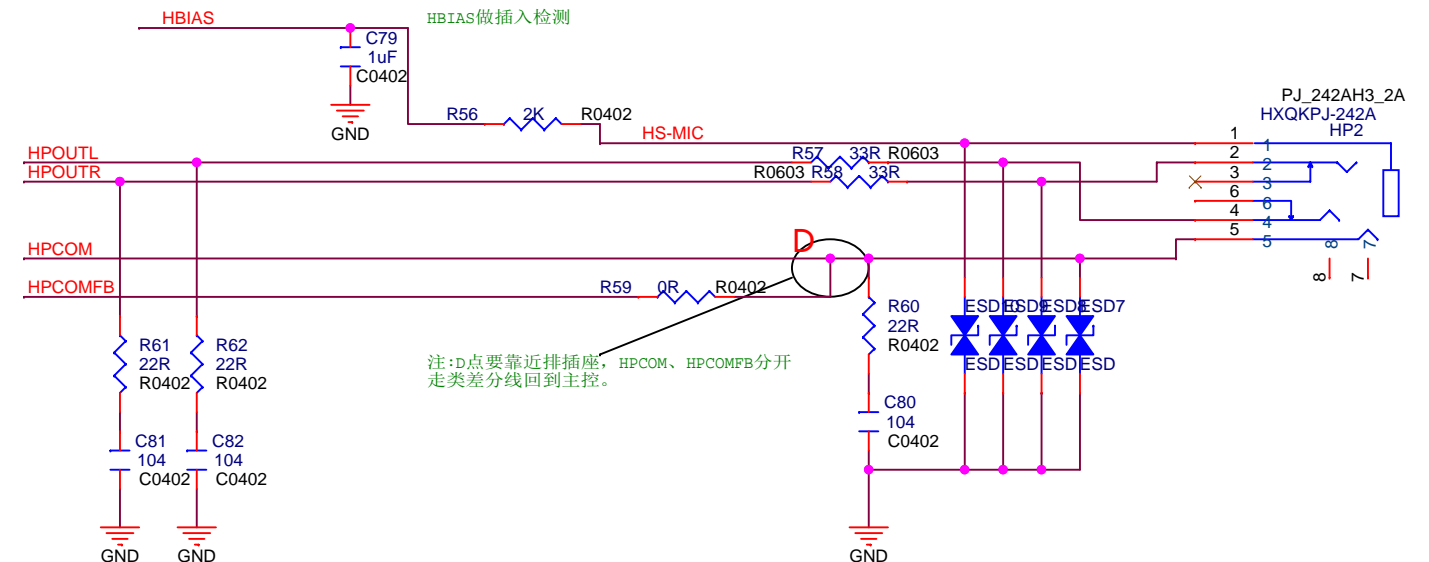 HBIAS
HBIAS做插入检测
C79
1uF
C0402
GND
R56 2K R0402
HS-MIC
PJ_242AH3_2A
HXQKPJ-242A
HP2
1 1
2 2
3 3
6 6
4 4
5 5
8 7
8 7
HPOUTL
HPOUTR
R57 33R R0603
R0603 R58 33R
HPCOM
D
HPCOMFB
R59 0R R0402
注:D点要靠近排插座，HPCOM、HPCOMFB分开
走类差分线回到主控。
R60
22R
R0402
ESD10 ESD9 ESD8 ESD7
ESD ESD ESD ESD
R61
22R
R0402
R62
22R
R0402
C80
104
C0402
C81
104
C0402
C82
104
C0402
GND
GND
GND